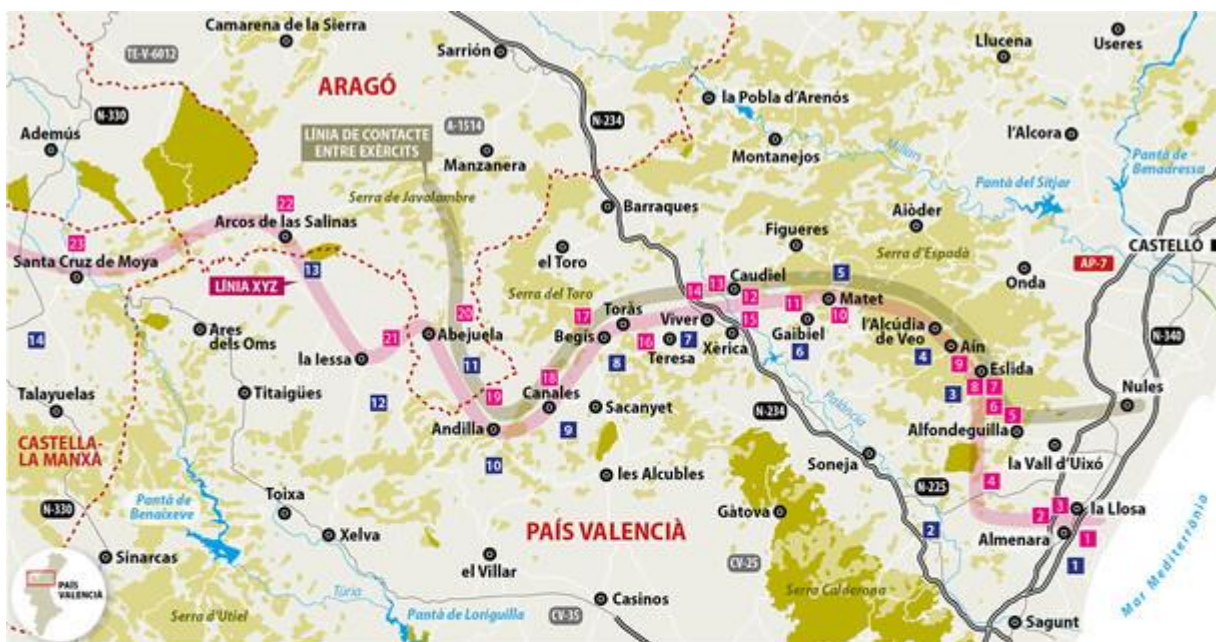 Camarena de la Sierra
TE-V-6012
Sarrión
Llucena
Useres
ARAGÓ
N-330
la Pobla d'Arenós
LÍNIA DE CONTACTE
ENTRE EXÈRCITS
A-1514
N-234
Ademús
Manzanera
Montanejos
l'Alcora
Millars
Pantà de
Benadressa
Serra de Javalambre
Pantà del Sitjar
22
Arcos de las Salinas
Barraques
Aiòder
Figueres
Serra d'Espadà
CASTELLÓ
23
Santa Cruz de Moya
13
el Toro
AP-7
Onda
LÍNIA XYZ
Serra del Toro
14
13
Caudiel
5
12
11
Matet
10
20
17
Toràs
Viver
15
Gaibiel
l'Alcúdia
de Veo
N-340
14
Ares
dels Oms
21
Abejuela
Begís
16
Teresa
7
Xèrica
6
4
Aín
9
Eslida
la Iessa
11
8
18
8
7
3
6
5
Talayuelas
Titaigües
12
19
Canales
Sacanyet
Nules
Palància
N-234
CASTELLA-
LA MANXA
Andilla
9
Alfondeguilla
10
la Vall d'Uixó
Soneja
les Alcubles
4
N-225
Pantà de
Benaixeve
Toixa
Gàtova
3
la Llosa
2
N-330
Xelva
PAÍS VALENCIÀ
2
Almenara
1
Sinarcas
el Villar
CV-25
1
PAÍS
VALENCIÀ
Serra Calderona
Mar Mediterrània
Túria
Casinos
Serra d'Utiel
Pantà de Loriguilla
CV-35
Sagunt